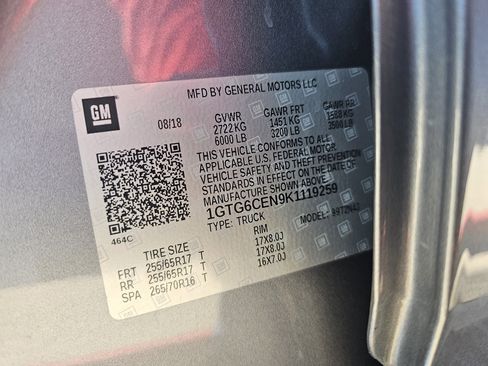 MFD BY GENERAL MOTORS LLC
GM
08/18 GVWR GAWR FRT GAWR RR
2722 KG 1451 KG 1588 KG
6000 LB 3200 LB 3500 LB
THIS VEHICLE CONFORMS TO ALL
APPLICABLE U.S. FEDERAL MOTOR
VEHICLE SAFETY, BUMPER, AND THEFT
PREVENTION STANDARDS IN EFFECT ON THE DATE OF
MANUFACTURE SHOWN ABOVE.
1GTG6CEN9K1119259
TYPE: TRUCK MODEL:
464C
TIRE SIZE RIM
FRT 255/65R17 T 17X8.0J
RR 255/65R17 T 17X8.0J
SPA 265/70R16 T 16X7.0J